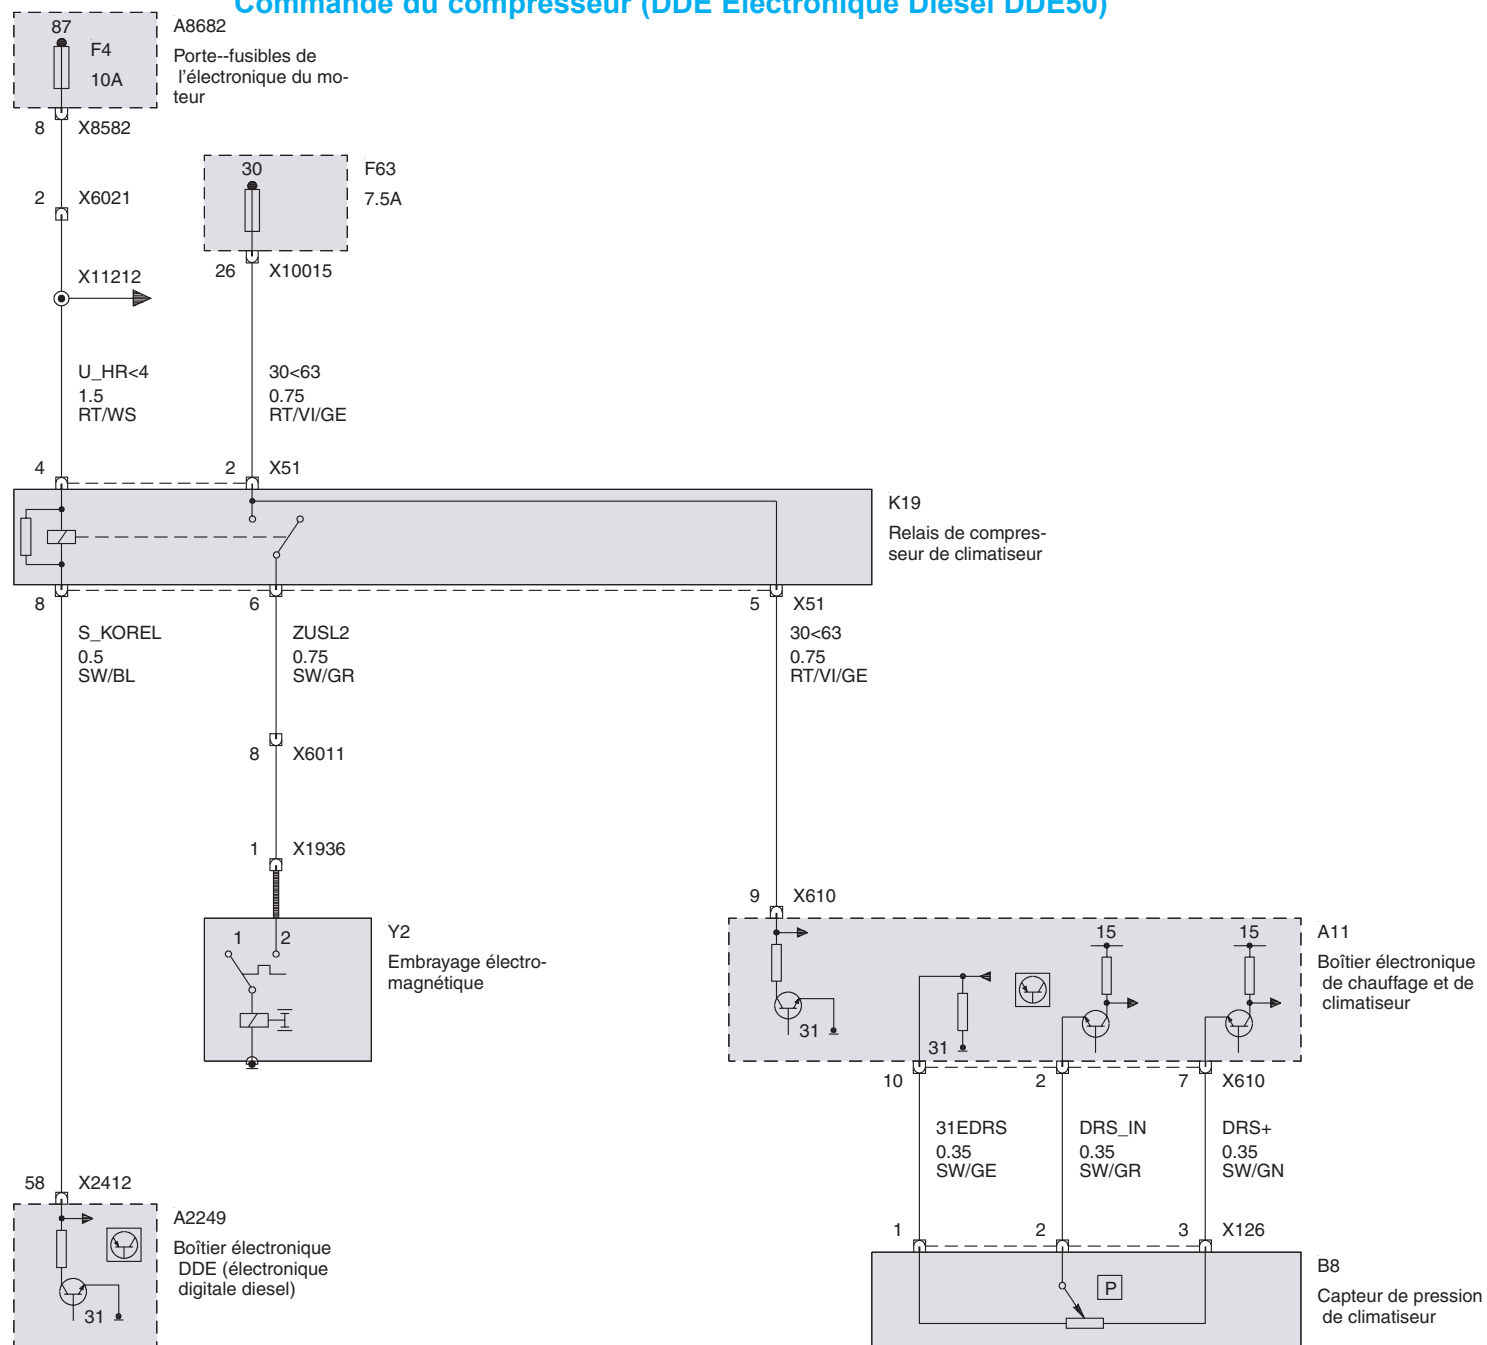 Commande du compresseur (DDE Electronique Diesel DDE50)
87
F4
10A
A8682
Porte--fusibles de
l'électronique du mo-
teur
8 X8582
30
F63
7.5A
2 X6021
26 X10015
X11212
U_HR<4
1.5
RT/WS
30<63
0.75
RT/VI/GE
4
2 X51
K19
Relais de compres-
seur de climatiseur
8
6
5 X51
S_KOREL
0.5
SW/BL
ZUSL2
0.75
SW/GR
30<63
0.75
RT/VI/GE
8 X6011
1 X1936
9 X610
1 2
Y2
Embrayage électro-
magnétique
31
31
15
15
A11
Boîtier électronique
de chauffage et de
climatiseur
10
2
7 X610
31EDRS
0.35
SW/GE
DRS_IN
0.35
SW/GR
DRS+
0.35
SW/GN
58 X2412
31
A2249
Boîtier électronique
DDE (électronique
digitale diesel)
1
2
3 X126
P
B8
Capteur de pression
de climatiseur